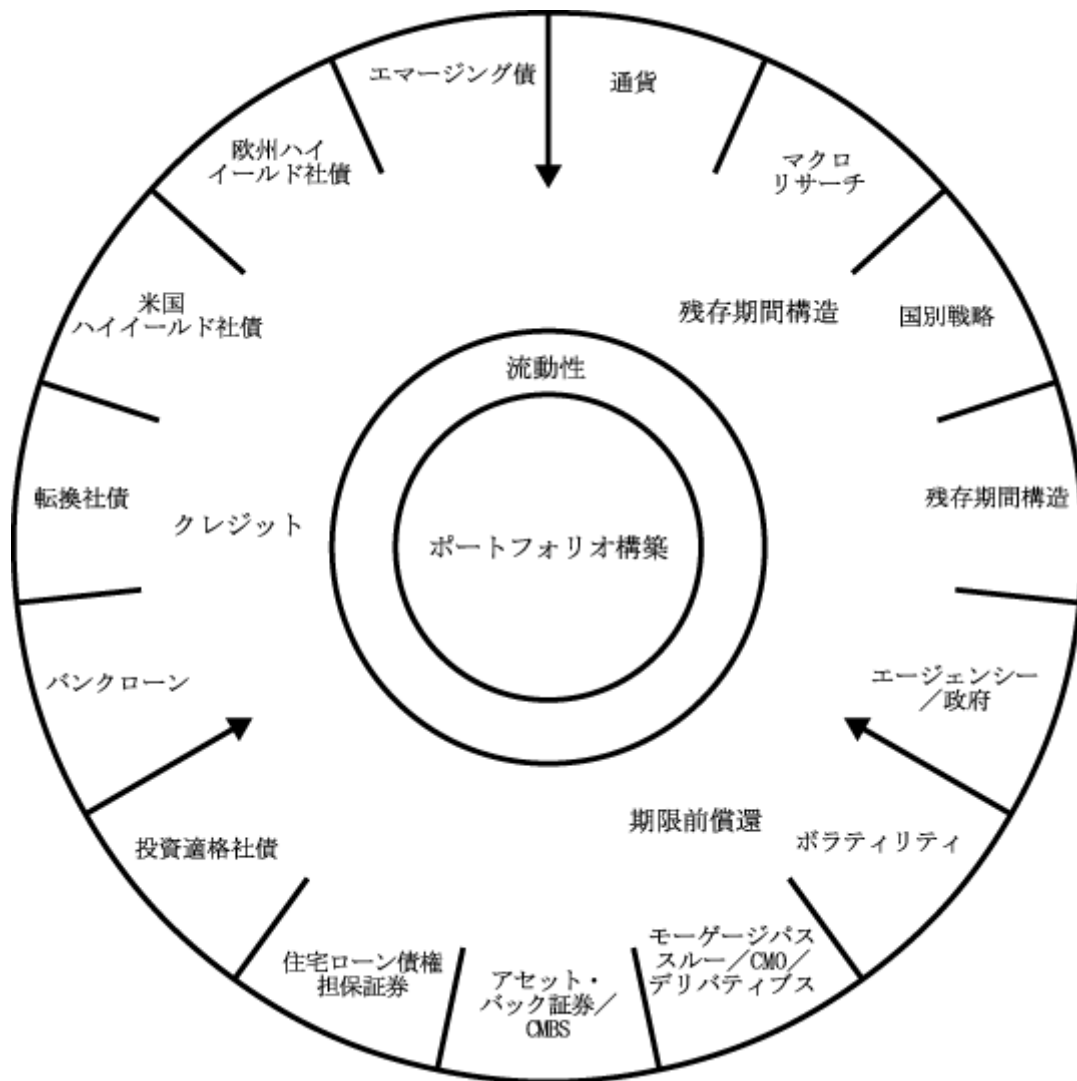 エマージング債
通貨
欧州ハイ
イールド社債
マクロ
リサーチ
米国
ハイイールド社債
残存期間構造
国別戦略
流動性
転換社債
クレジット
残存期間構造
ポートフォリオ構築
バンクローン
エージェンシー
／政府
期限前償還
ボラティリティ
投資適格社債
住宅ローン債権
担保証券
アセット・
バック証券／
CMBS
モーゲージパス
スルー／CMO／
デリバティブス